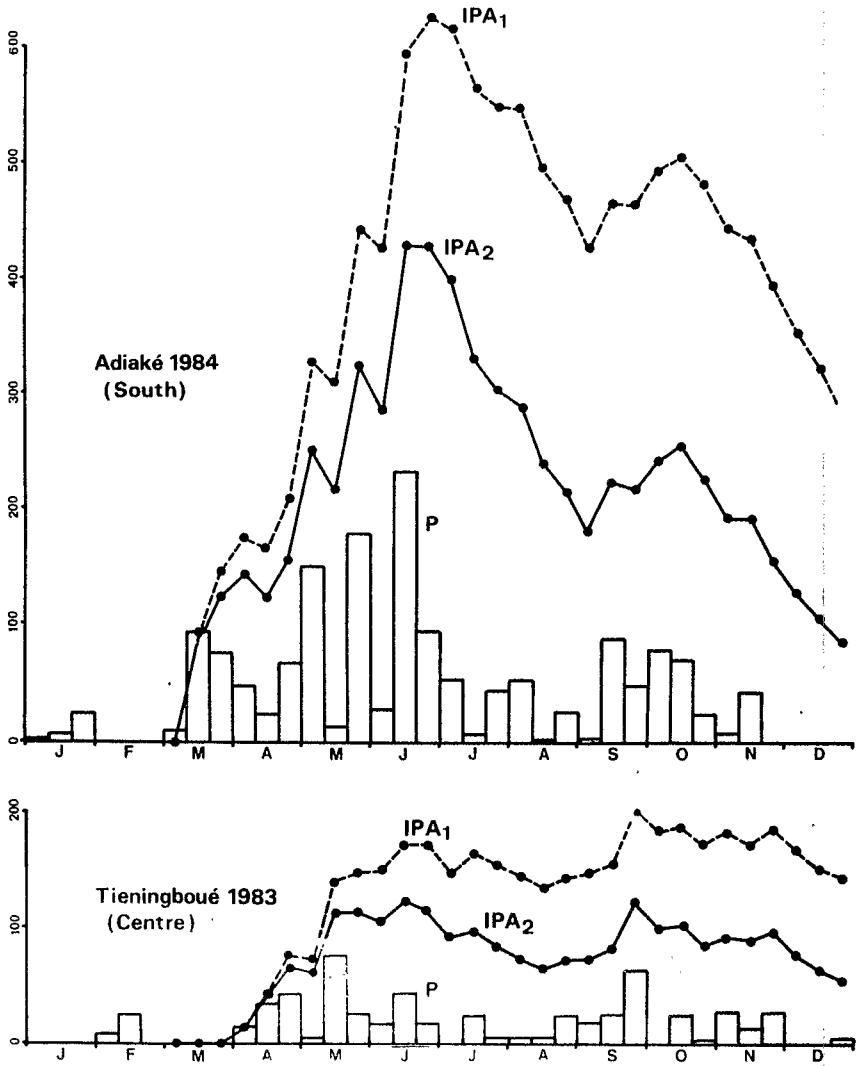 600
500
400
300
200
100
0
IPA1
IPA2
Adiaké 1984
(South)
P
J F M A M J J A S O N D
200
100
0
IPA1
IPA2
Tieningboué 1983
(Centre)
P
J F M A M J J A S O N D